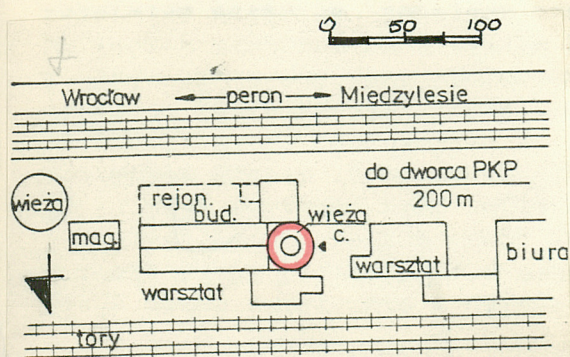 0 50 100
Wrocław peron Międzylesie
do dworca PKP
200 m
wieża
rejon.
bud.
wieża
c.
mag.
warsztat
biura
warsztat
tory